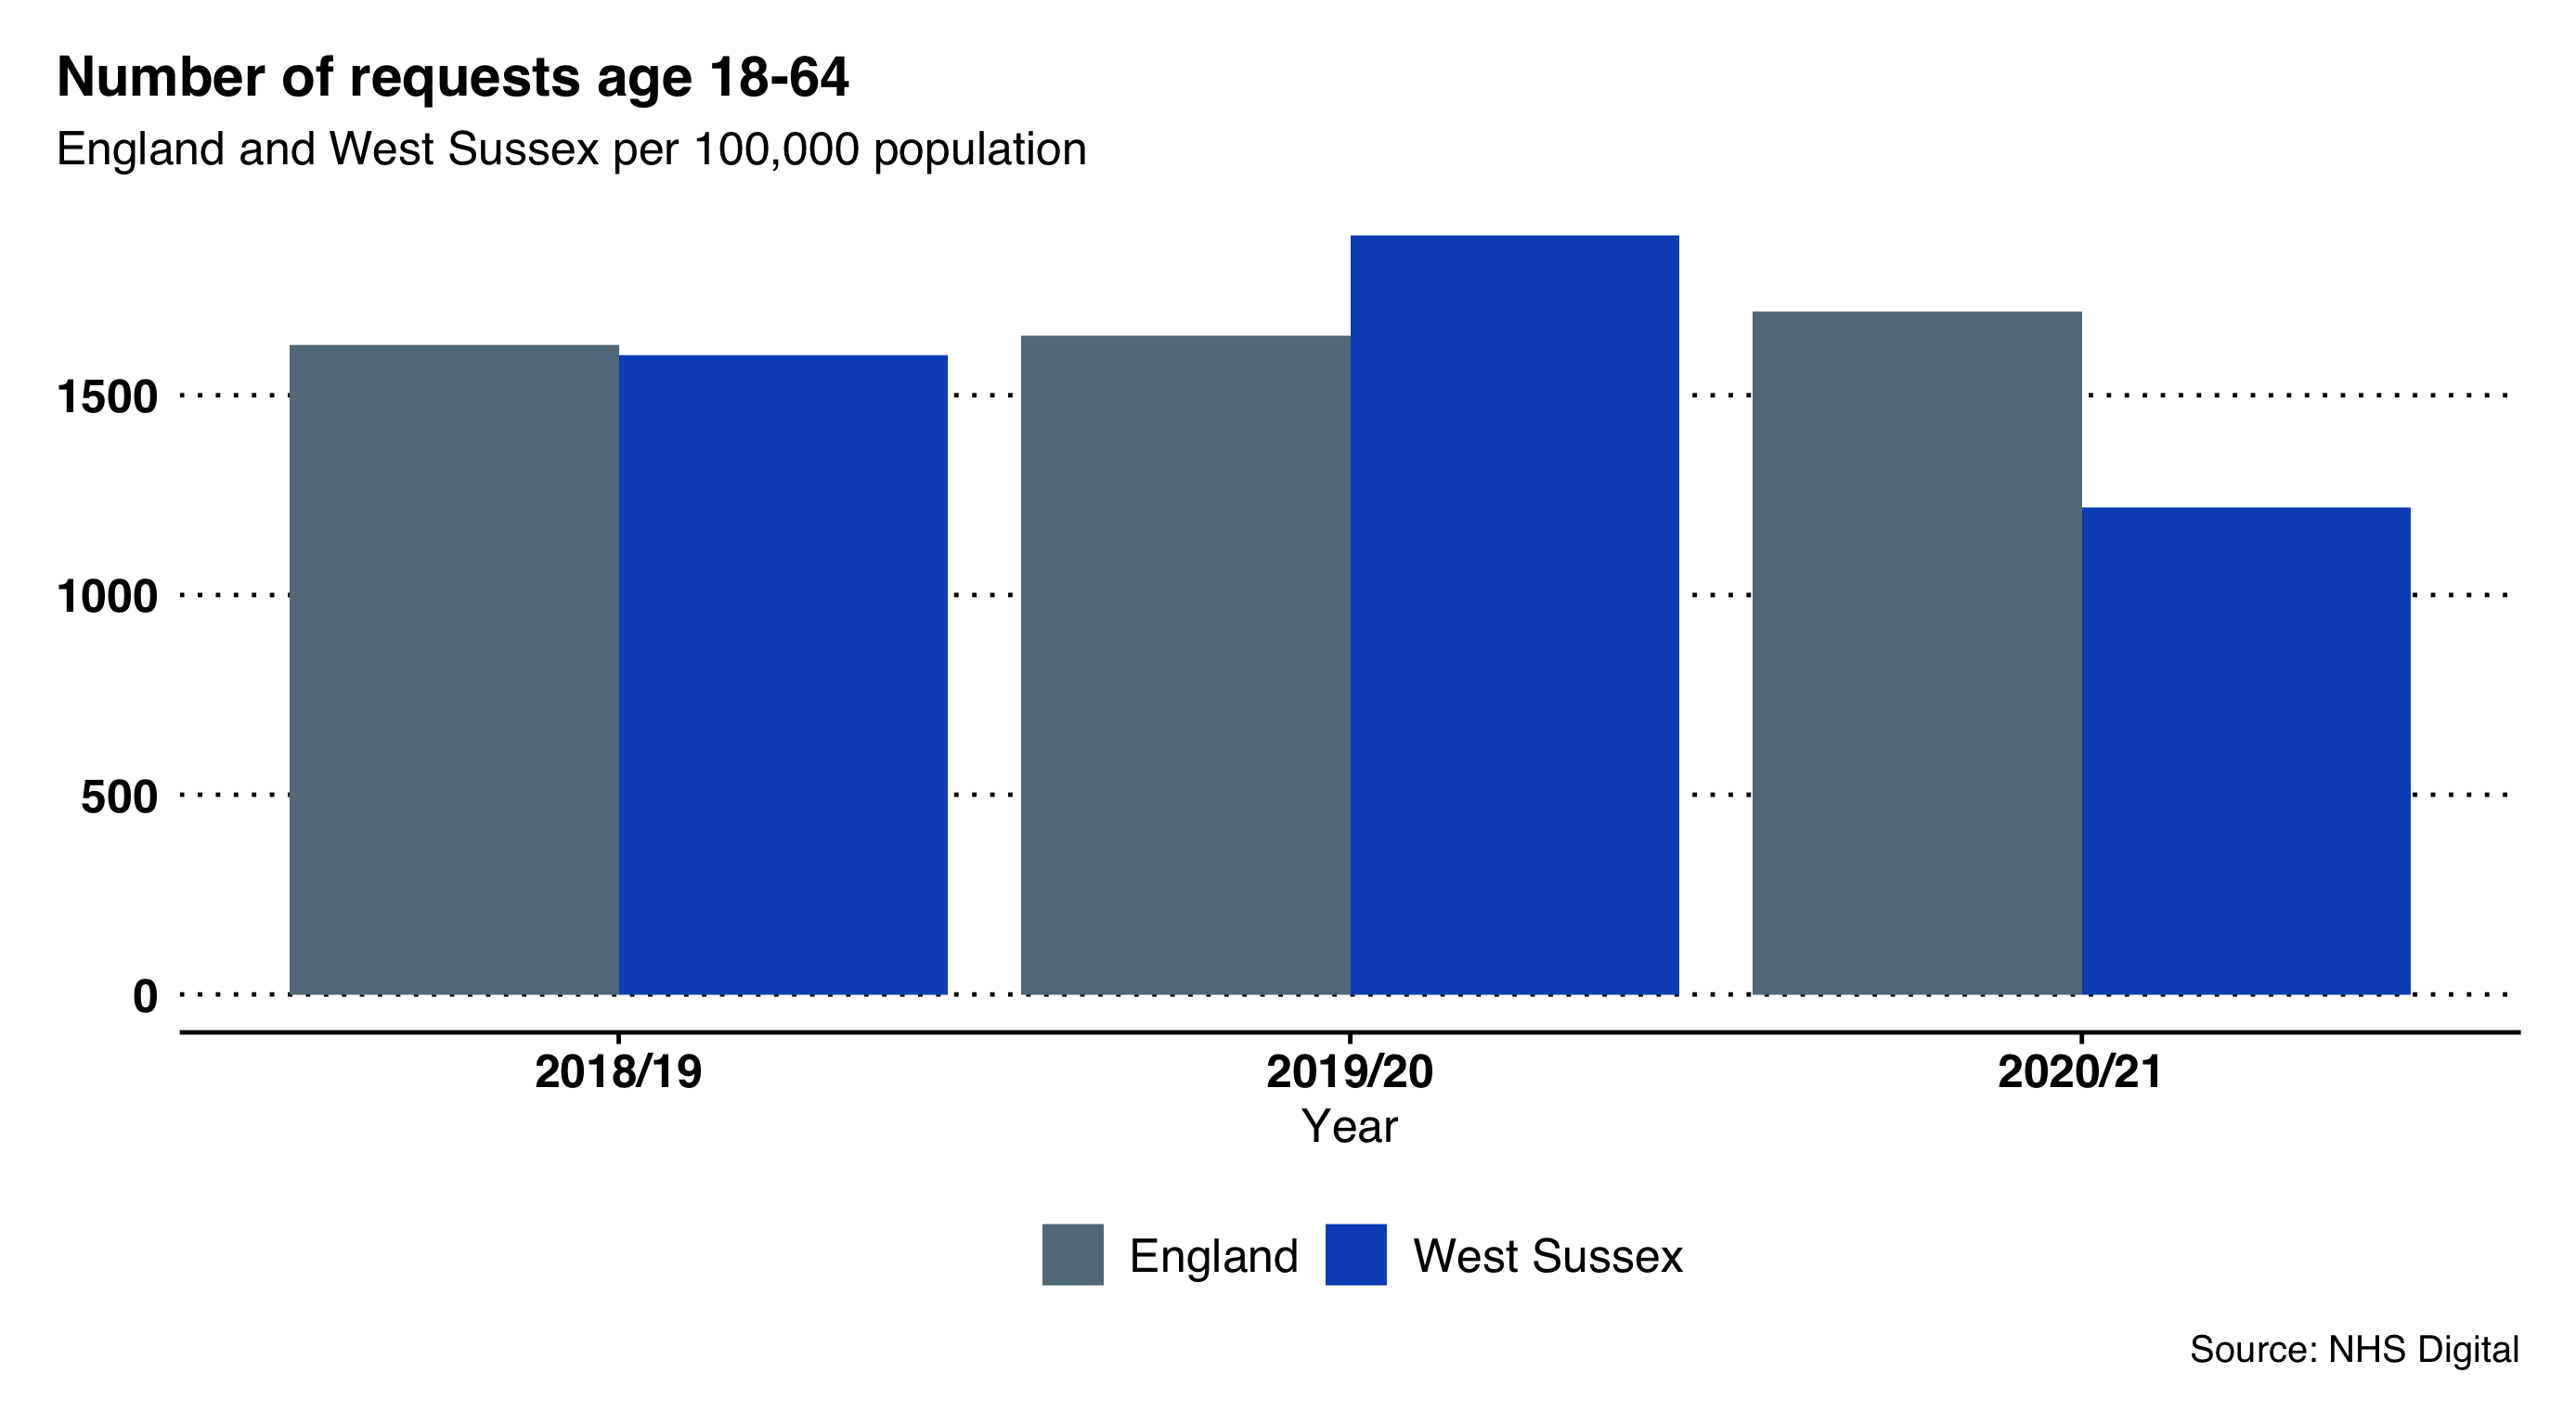 Number of requests age 18-64
England and West Sussex per 100,000 population
1500
1000
500
0
2018/19 2019/20 2020/21
Year
England West Sussex
Source: NHS Digital